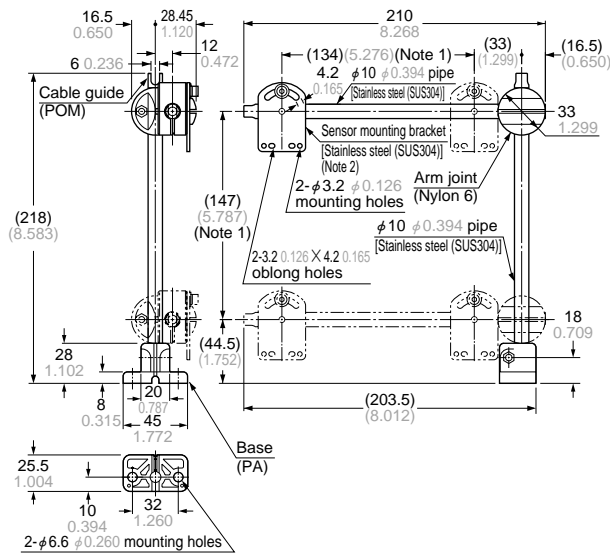 16.5
0.650
28.45
1.120
12
0.472
6 0.236
Cable guide
(POM)
(218)
8.583)
28
1.102
8
0.315
20
0.787
45
1.772
Base
(PA)
25.5
1.004
10
0.394
32
1.260
2-ϕ6.6 ϕ0.260 mounting holes
210
8.268
(134)(5.276)(Note 1)
(33)
(1.299)
(16.5)
(0.650)
4.2
0.165
ϕ10 ϕ0.394 pipe
[Stainless steel (SUS304)]
Sensor mounting bracket
[Stainless steel (SUS304)]
(Note 2)
33
1.299
Arm joint
(Nylon 6)
2-ϕ3.2 ϕ0.126
mounting holes
(147)
(5.787)
(Note 1)
ϕ10 ϕ0.394 pipe
[Stainless steel (SUS304)]
2-3.2 0.126 × 4.2 0.165
oblong holes
(44.5)
(1.752)
18
0.709
(203.5)
(8.012)